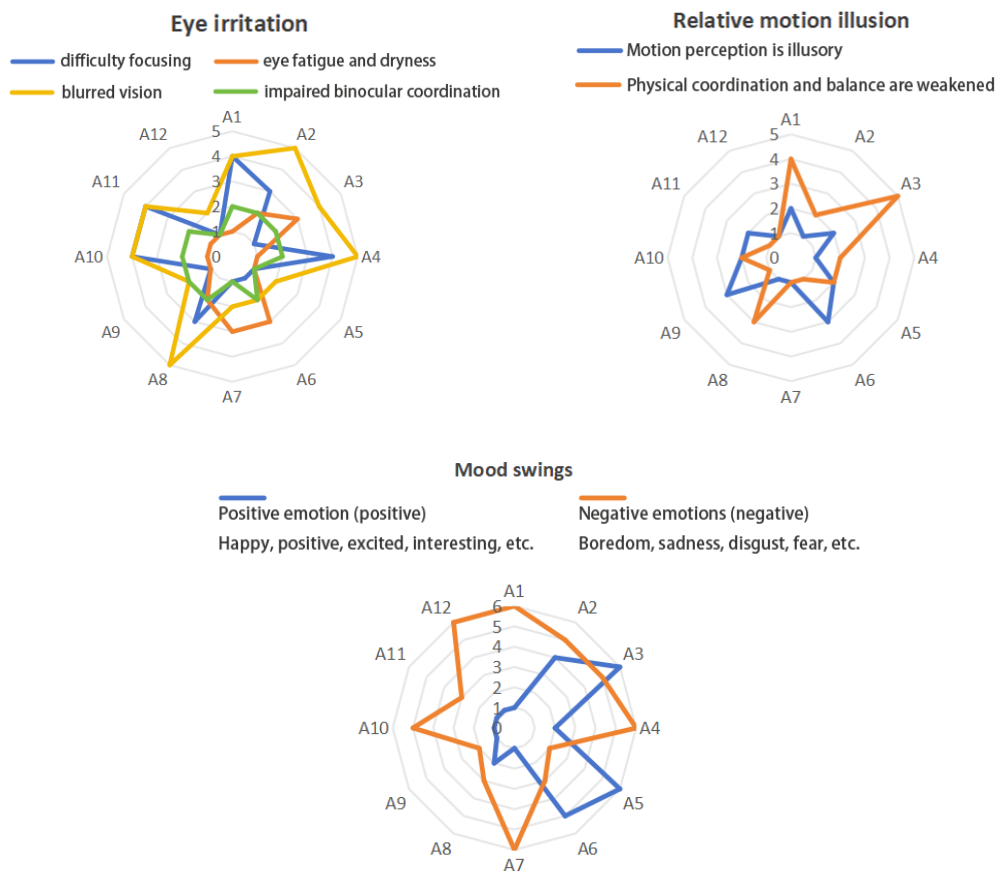 Eye irritation
difficulty focusing
eye fatigue and dryness
blurred vision
impaired binocular coordination
A1
A2
A3
A4
A5
A6
A7
A8
A9
A10
A11
A12
5
4
3
2
1
0
Relative motion illusion
Motion perception is illusory
Physical coordination and balance are weakened
A1
A2
A3
A4
A5
A6
A7
A8
A9
A10
A11
A12
5
4
3
2
1
0
Mood swings
Positive emotion (positive)
Happy, positive, excited, interesting, etc.
Negative emotions (negative)
Boredom, sadness, disgust, fear, etc.
A1
A2
A3
A4
A5
A6
A7
A8
A9
A10
A11
A12
6
5
4
3
2
1
0